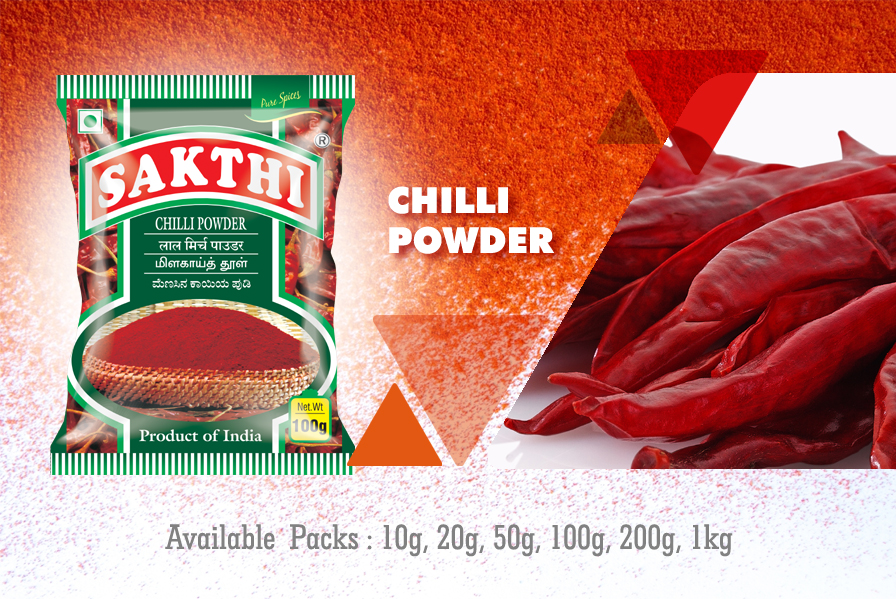 Pure Spices
SAKTHI
®
CHILLI POWDER
लाल मिर्च पाउडर
மிளகாய்த் தூள்
ಮೆಣಸಿನ ಕಾಯಿಯ ಪುಡಿ
Net.Wt
100g
Product of India
CHILLI
POWDER
Available Packs : 10g, 20g, 50g, 100g, 200g, 1kg